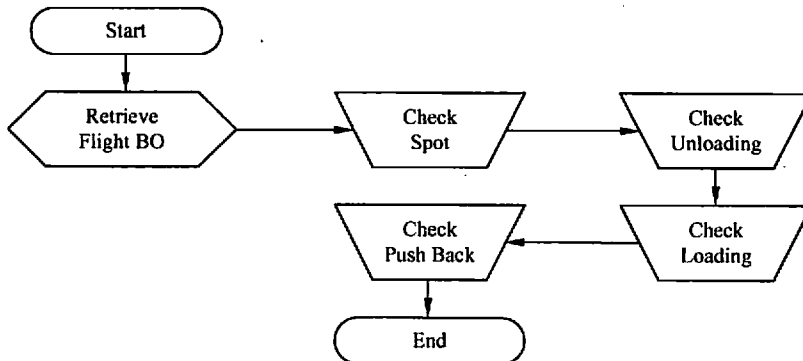 Start
Retrieve
Flight BO
Check
Spot
Check
Unloading
Check
Loading
Check
Push Back
End